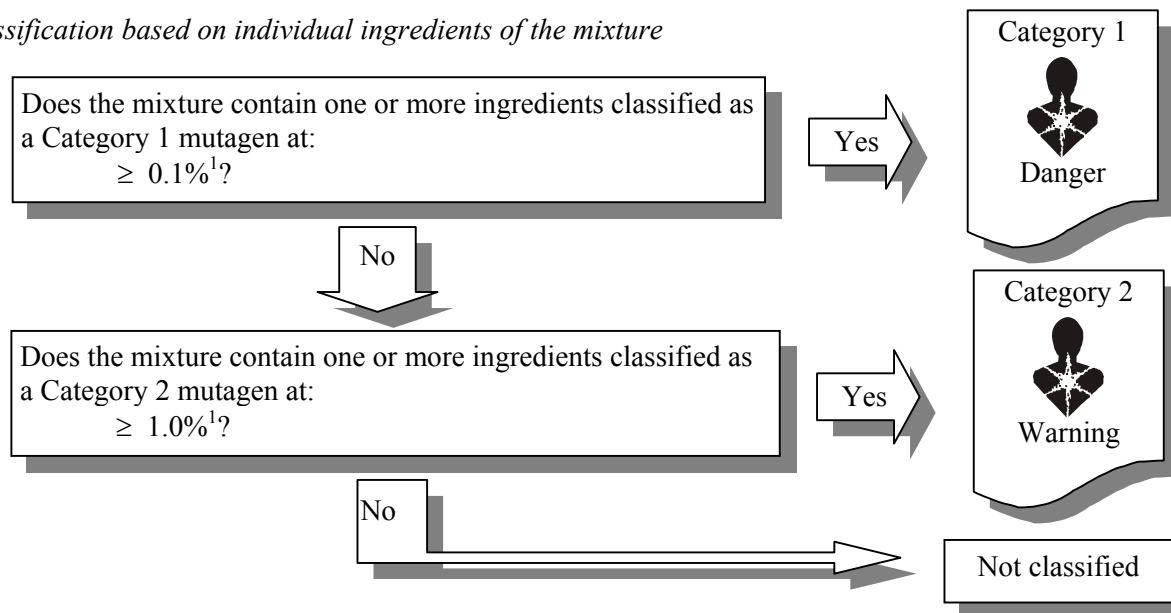 ssification based on individual ingredients of the mixture
Category 1
Does the mixture contain one or more ingredients classified as
a Category 1 mutagen at:
≥ 0.1%¹?
Yes
Danger
No
Category 2
Does the mixture contain one or more ingredients classified as
a Category 2 mutagen at:
≥ 1.0%¹?
Yes
Warning
No
Not classified